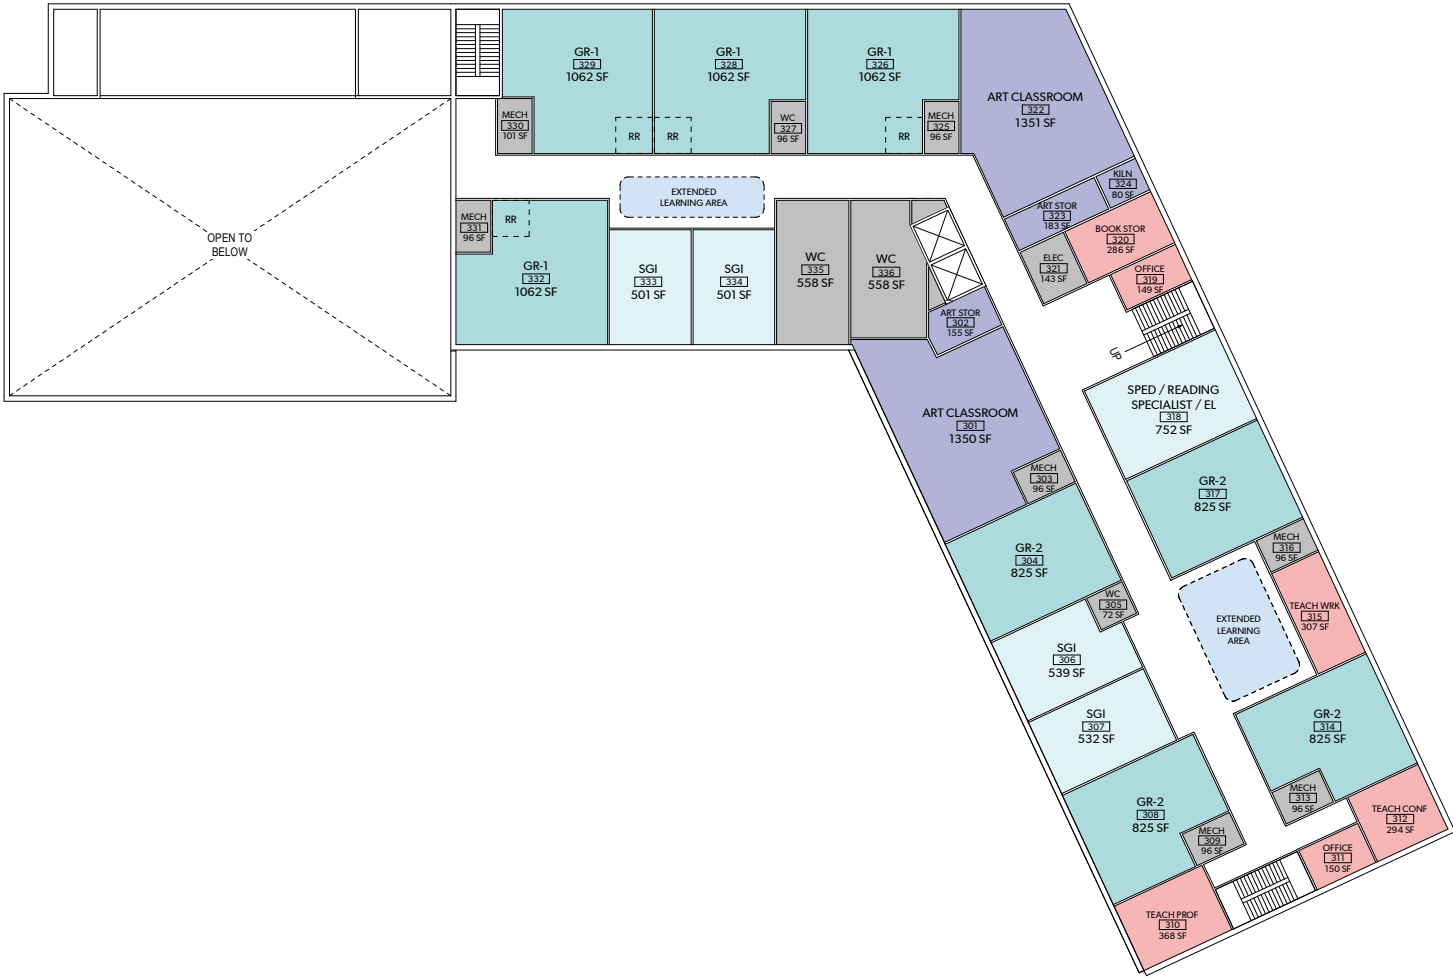 GR-1
329
1062 SF
GR-1
328
1062 SF
GR-1
326
1062 SF
ART CLASSROOM
322
1351 SF
MECH
330
101 SF
RR
RR
WC
327
96 SF
RR
MECH
325
96 SF
KILN
324
80 SF
ART STOR
323
183 SF
BOOK STOR
320
286 SF
ELEC
321
143 SF
OFFICE
319
149 SF
EXTENDED
LEARNING AREA
OPEN TO
BELOW
MECH
331
96 SF
RR
GR-1
332
1062 SF
SGI
333
501 SF
SGI
334
501 SF
WC
335
558 SF
WC
336
558 SF
ART STOR
302
155 SF
UP
ART CLASSROOM
301
1350 SF
MECH
303
96 SF
SPED / READING
SPECIALIST / EL
318
752 SF
GR-2
317
825 SF
MECH
316
96 SF
GR-2
304
825 SF
WC
305
72 SF
EXTENDED
LEARNING
AREA
TEACH WRK
315
307 SF
SGI
306
539 SF
SGI
307
532 SF
GR-2
314
825 SF
MECH
313
96 SF
GR-2
308
825 SF
MECH
309
96 SF
TEACH CONF
312
294 SF
OFFICE
311
150 SF
TEACH PROF
310
368 SF